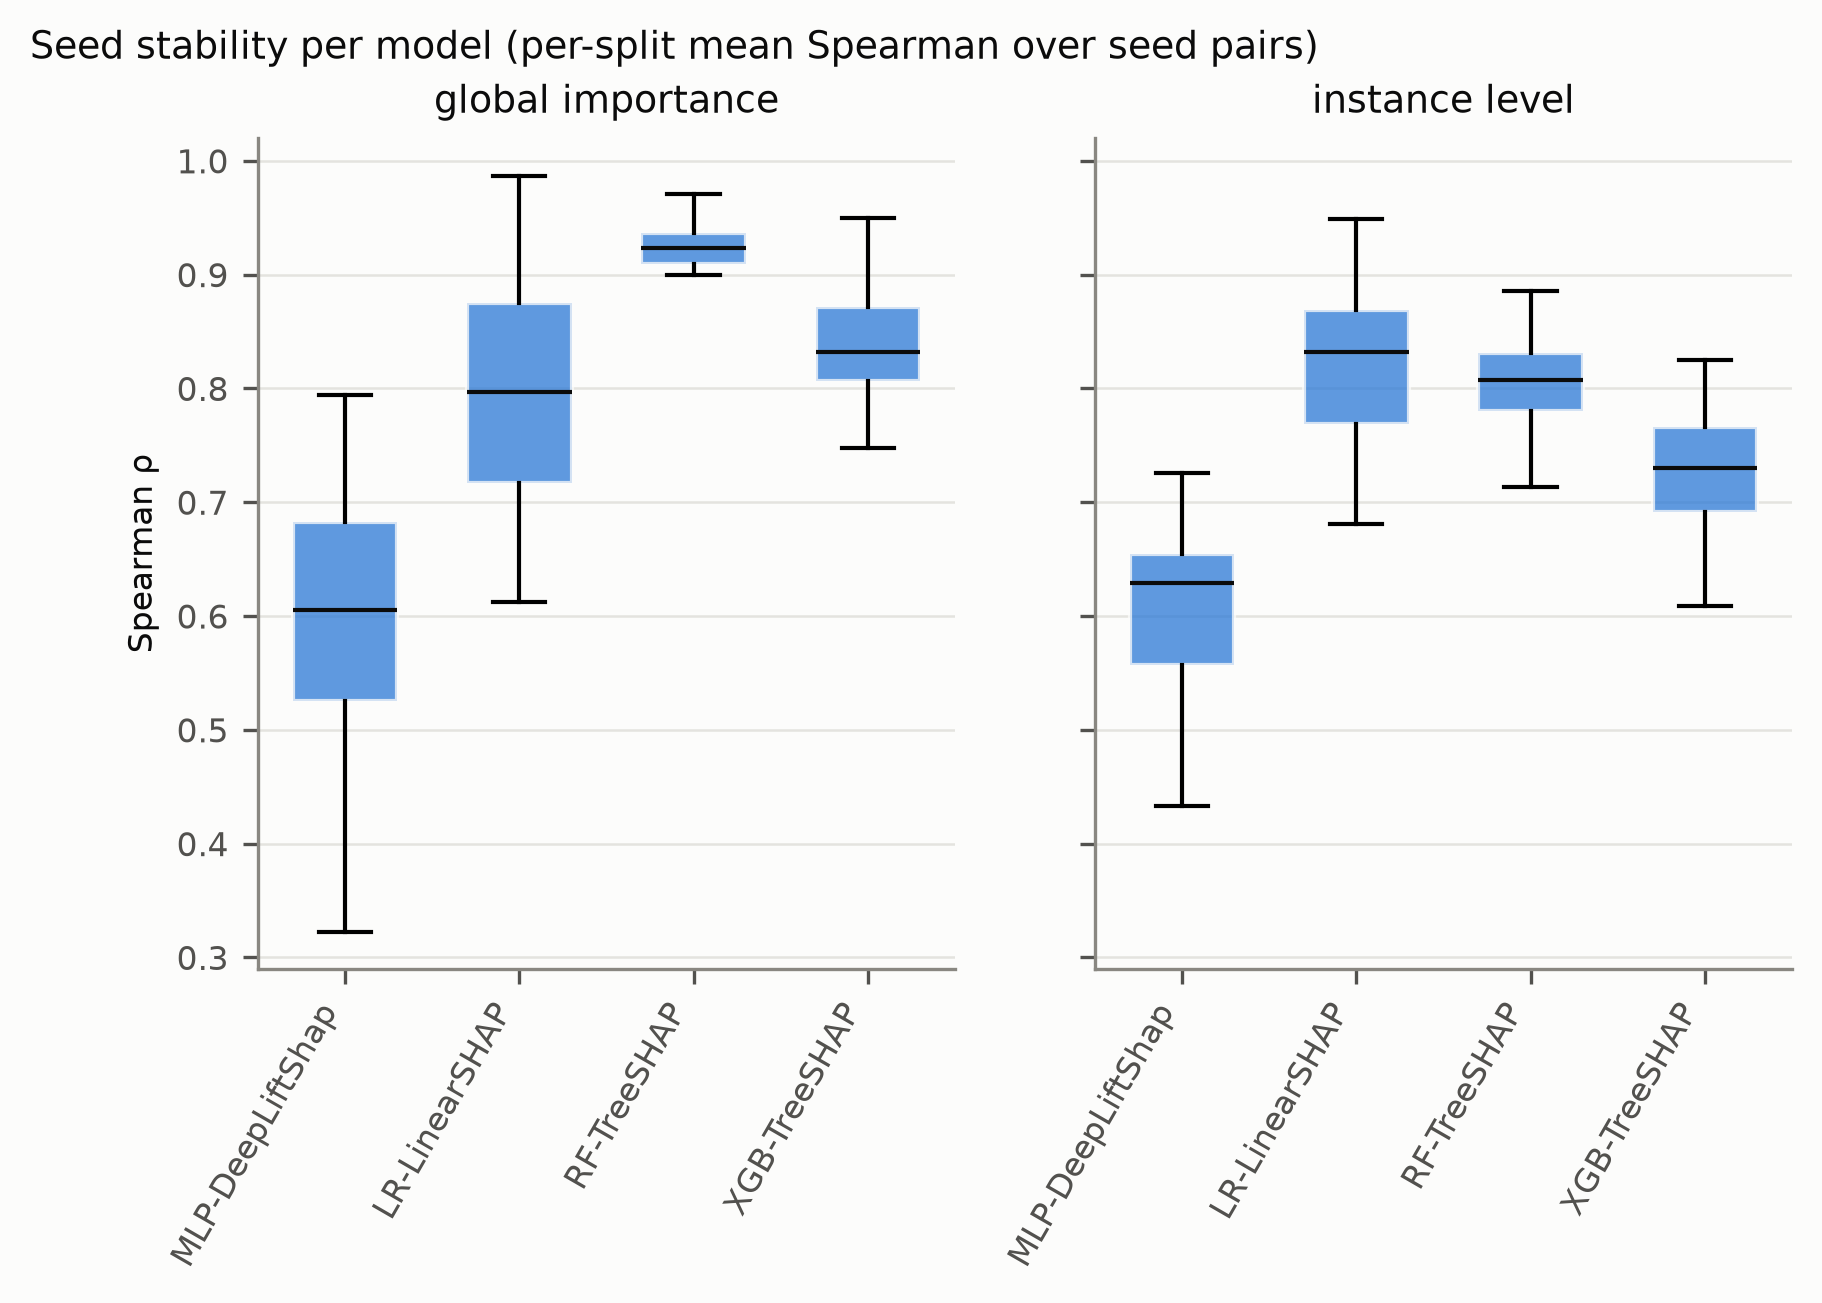 Seed stability per model (per-split mean Spearman over seed pairs)
global importance
instance level
Spearman ρ
1.0
0.9
0.8
0.7
0.6
0.5
0.4
0.3
MLP-DeepLiftShap
LR-LinearSHAP
RF-TreeSHAP
XGB-TreeSHAP
MLP-DeepLiftShap
LR-LinearSHAP
RF-TreeSHAP
XGB-TreeSHAP